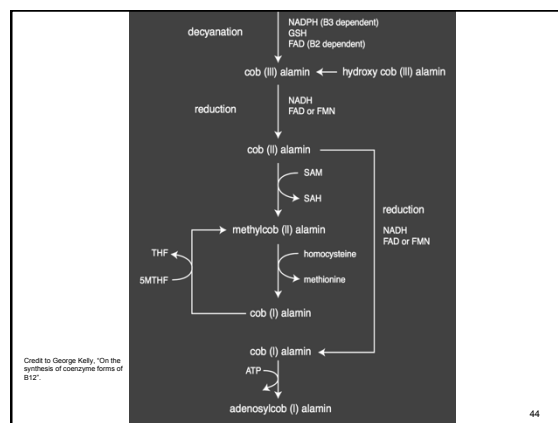 decyanation
NADPH (B3 dependent)
GSH
FAD (B2 dependent)
cob (III) alamin
hydroxy cob (III) alamin
reduction
NADH
FAD or FMN
cob (II) alamin
SAM
SAH
reduction
NADH
FAD or FMN
methylcob (II) alamin
THF
5MTHF
homocysteine
methionine
cob (I) alamin
cob (I) alamin
ATP
adenosylcob (I) alamin
Credit to George Kelly, "On the
synthesis of coenzyme forms of
B12".
44